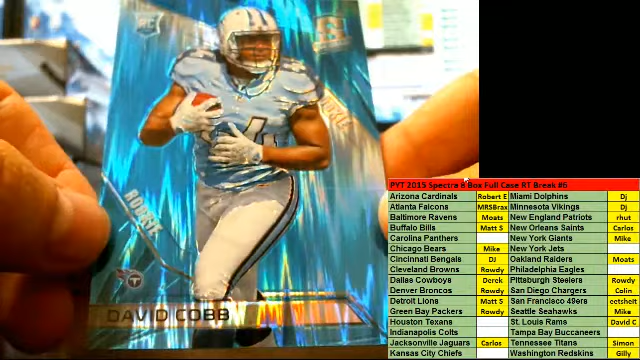 RC
ROOKIE
ROOKIE
DAVID COBB
PYT 2015 Spectra 8 Box Full Case RT Break #6
Arizona Cardinals Robert E Miami Dolphins Dj
Atlanta Falcons MRSBrax Minnesota Vikings Dj
Baltimore Ravens Moats New England Patriots rhut
Buffalo Bills Matt S New Orleans Saints Carlos
Carolina Panthers New York Giants Mike
Chicago Bears Mike New York Jets
Cincinnati Bengals DJ Oakland Raiders Moats
Cleveland Browns Rowdy Philadelphia Eagles
Dallas Cowboys Derek Pittsburgh Steelers Rowdy
Denver Broncos Rowdy San Diego Chargers Colin
Detroit Lions Matt S San Francisco 49ers eetsheit
Green Bay Packers Rowdy Seattle Seahawks Mike
Houston Texans St. Louis Rams David C
Indianapolis Colts Tampa Bay Buccaneers
Jacksonville Jaguars Carlos Tennessee Titans Simon
Kansas City Chiefs Washington Redskins Gilly